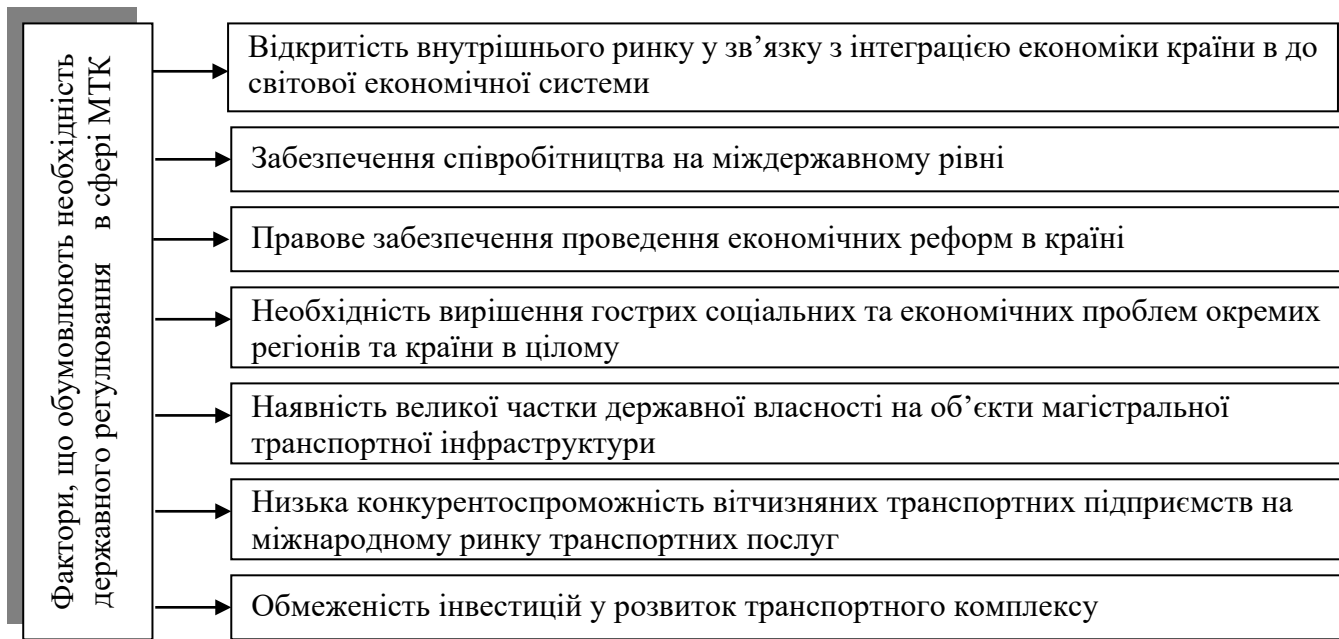 Фактори, що обумовлюють необхідність
державного регулювання в сфері МТК
Відкритість внутрішнього ринку у зв’язку з інтеграцією економіки країни в до
світової економічної системи
Забезпечення співробітництва на міждержавному рівні
Правове забезпечення проведення економічних реформ в країні
Необхідність вирішення гострих соціальних та економічних проблем окремих
регіонів та країни в цілому
Наявність великої частки державної власності на об’єкти магістральної
транспортної інфраструктури
Низька конкурентоспроможність вітчизняних транспортних підприємств на
міжнародному ринку транспортних послуг
Обмеженість інвестицій у розвиток транспортного комплексу